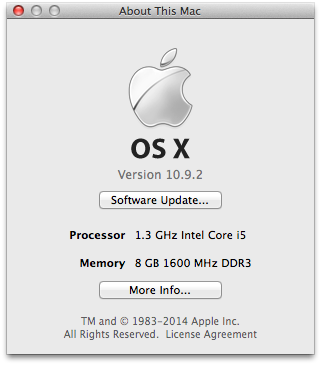 About This Mac
OS X
Version 10.9.2
Software Update...
Processor 1.3 GHz Intel Core i5
Memory 8 GB 1600 MHz DDR3
More Info...
TM and © 1983-2014 Apple Inc.
All Rights Reserved. License Agreement